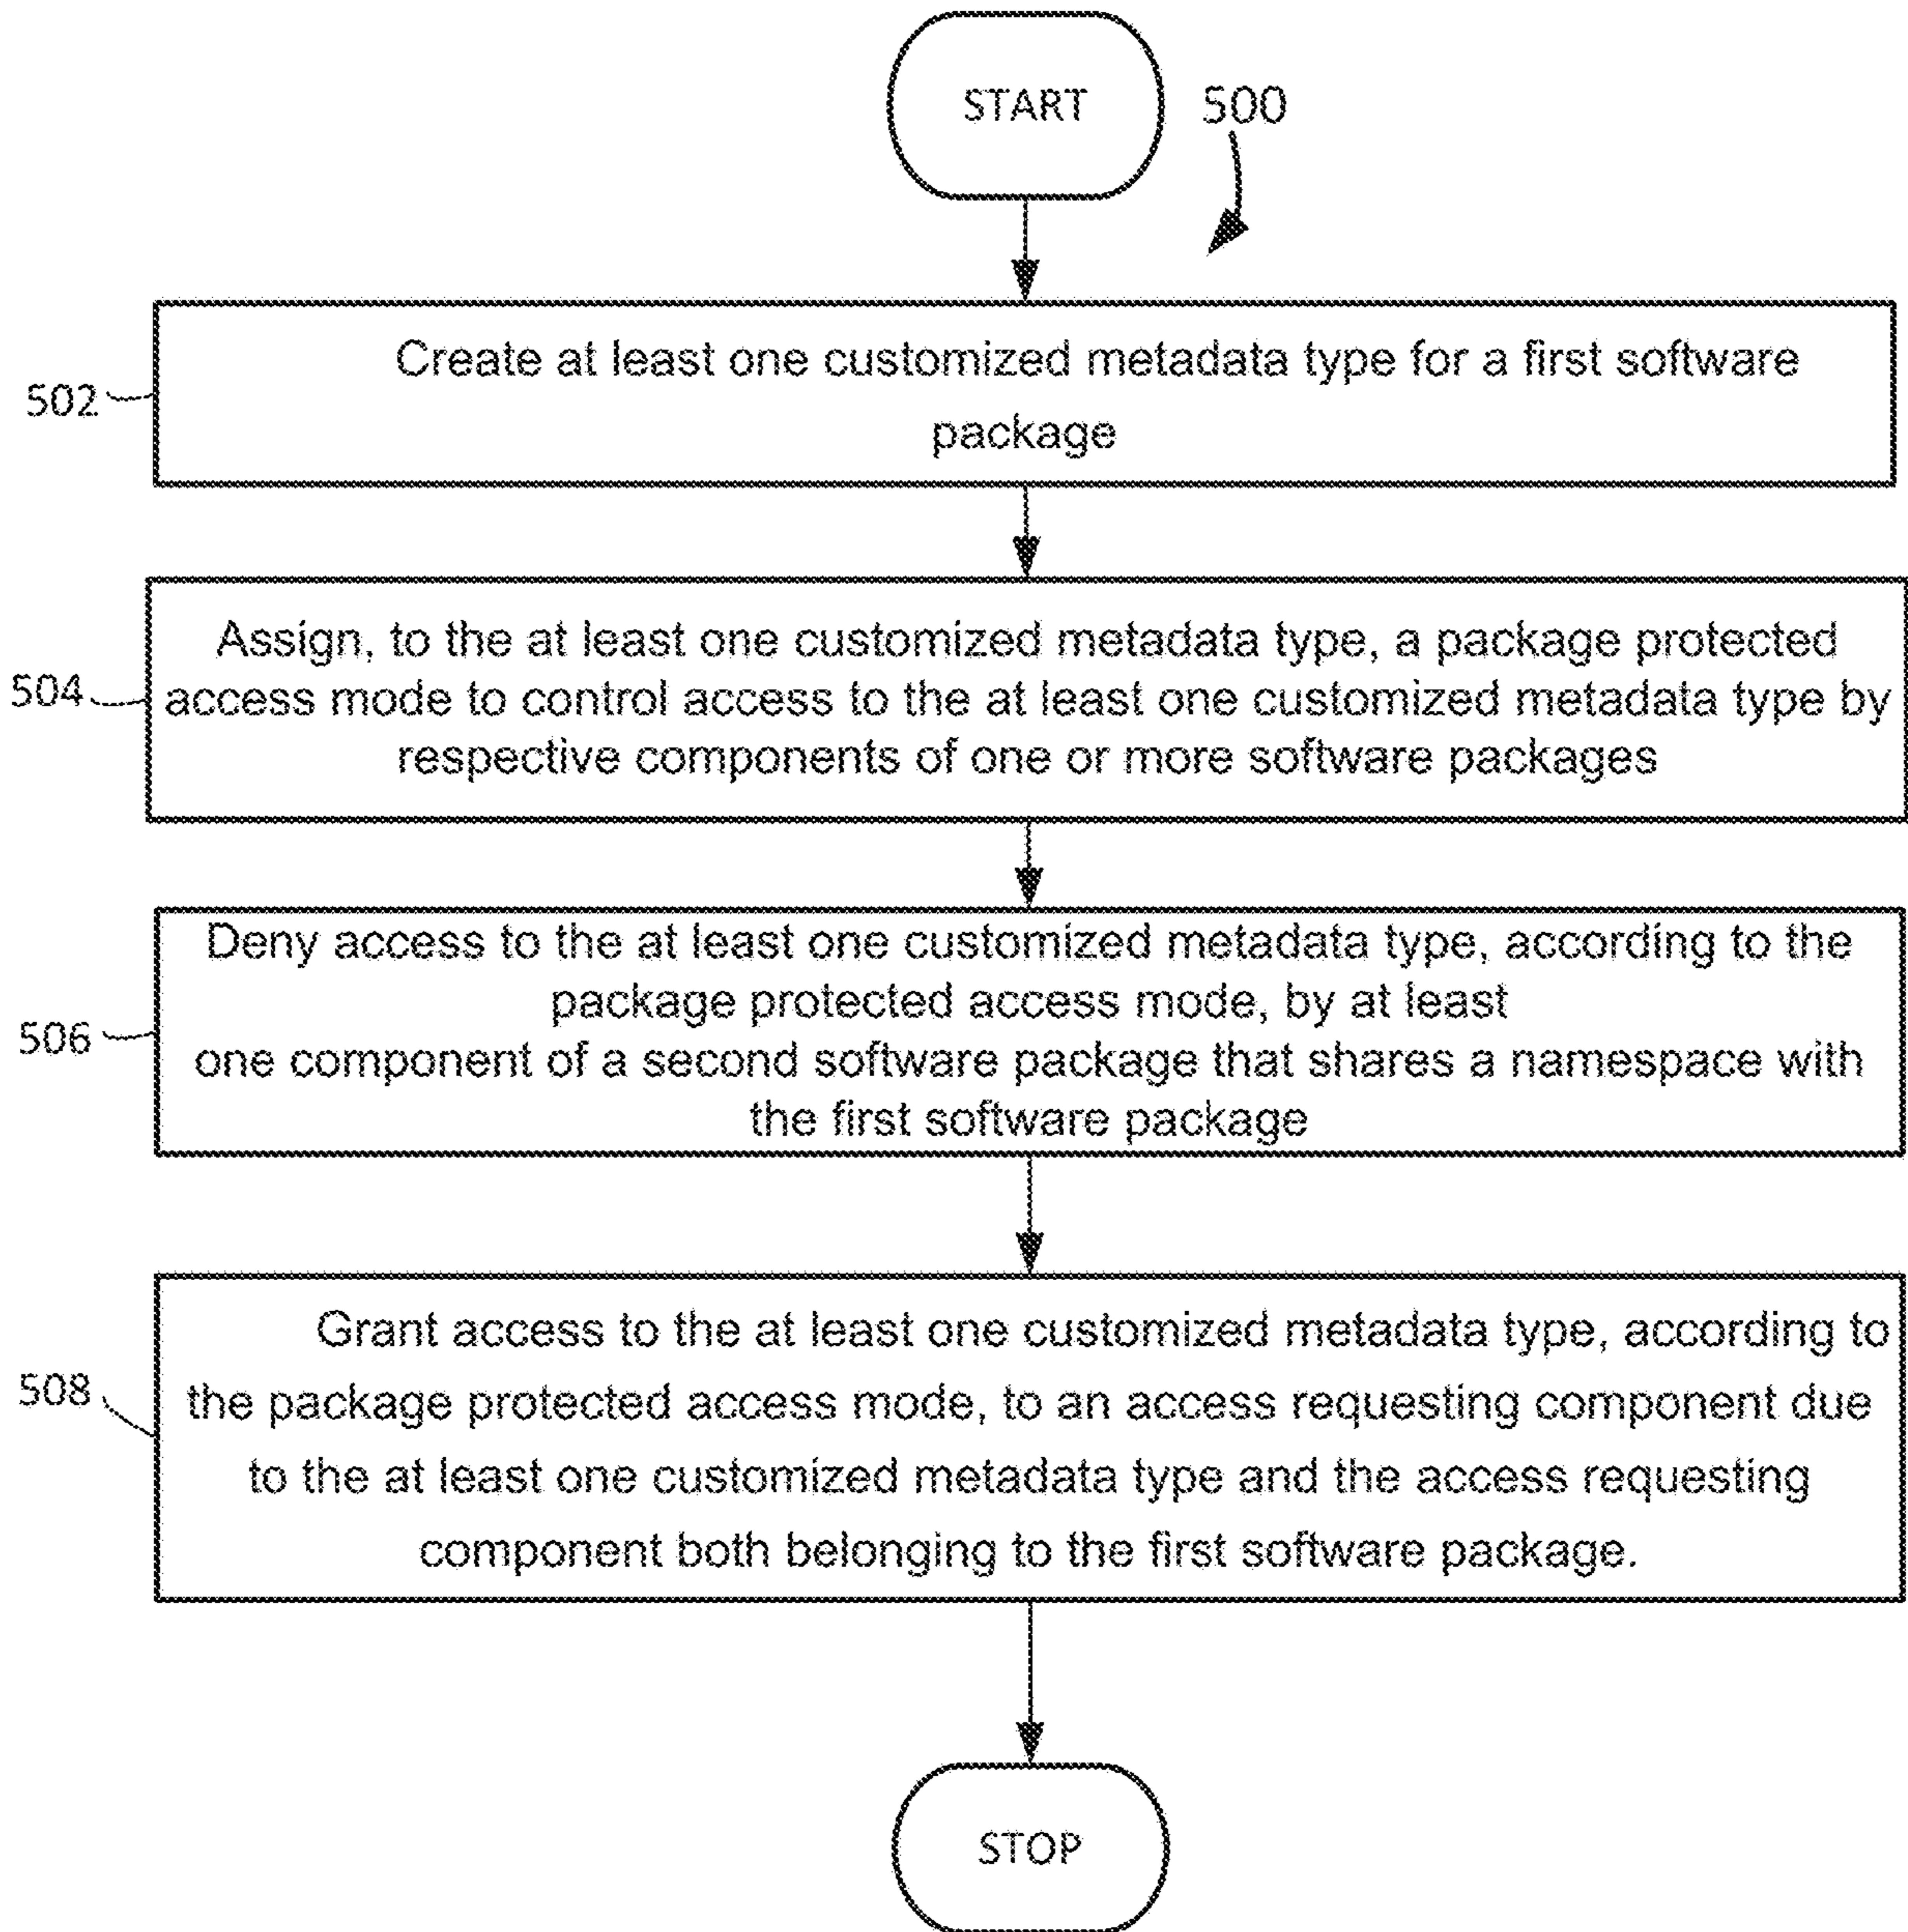 START
500
Create at least one customized metadata type for a first software
package
502
Assign, to the at least one customized metadata type, a package protected
access mode to control access to the at least one customized metadata type by
respective components of one or more software packages
504
Deny access to the at least one customized metadata type, according to the
package protected access mode, by at least
one component of a second software package that shares a namespace with
the first software package
506
Grant access to the at least one customized metadata type, according to
the package protected access mode, to an access requesting component due
to the at least one customized metadata type and the access requesting
component both belonging to the first software package.
508
STOP